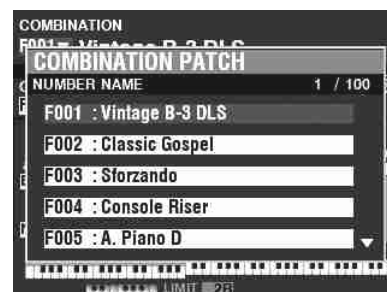 COMBINATION
COMBINATION PATCH
NUMBER NAME 1 / 100
F001 : Vintage B-3 DLS
F002 : Classic Gospel
F003 : Sforzando
F004 : Console Riser
F005 : A. Piano D
LIMIT